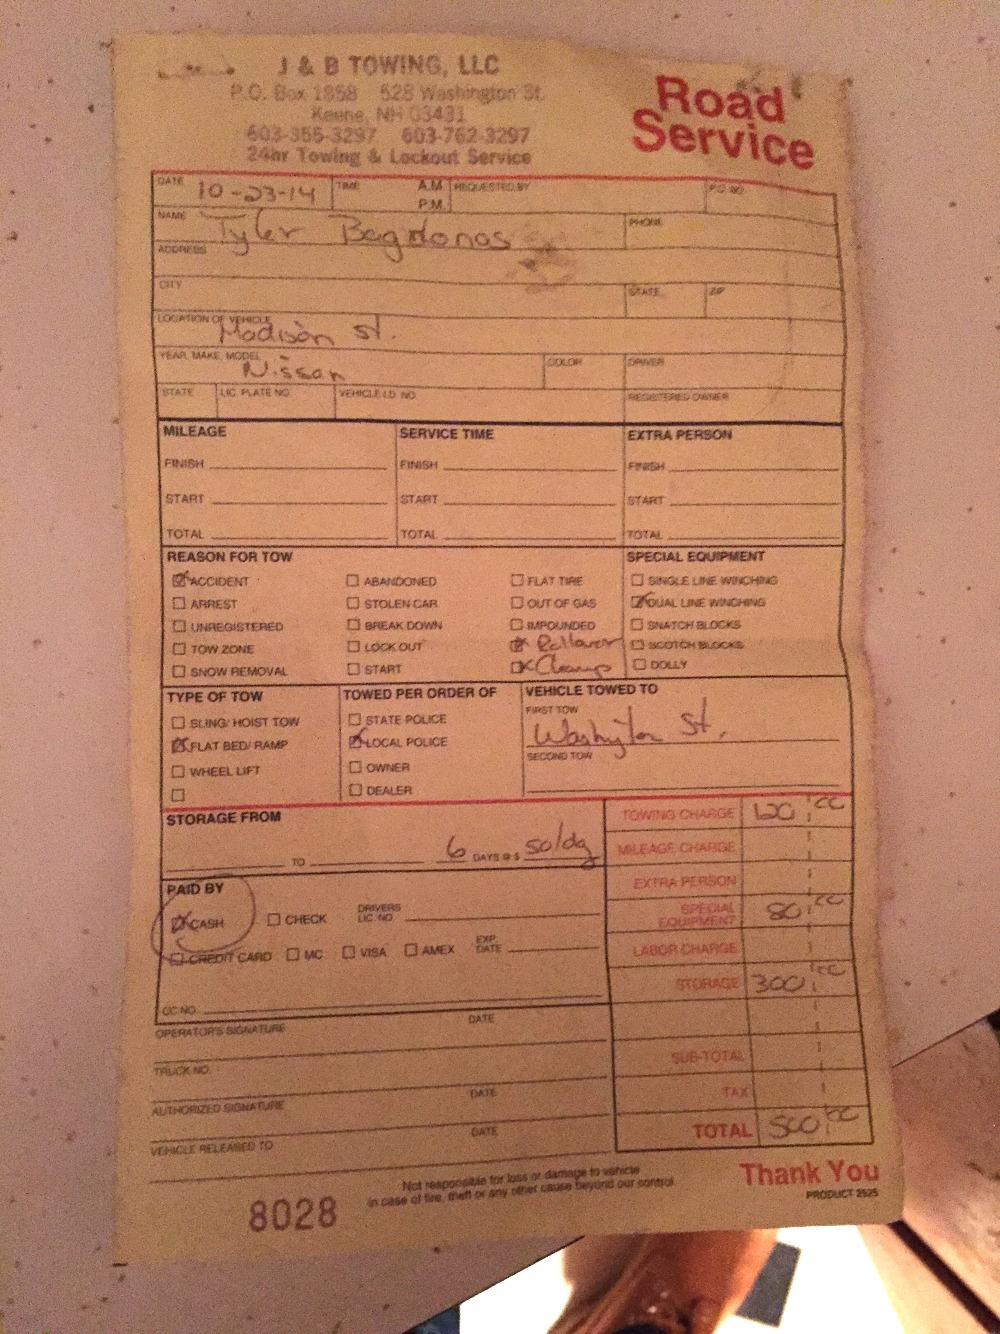 J & B TOWING, LLC
P.O. Box 1858 528 Washington St.
Keene, NH 03431
603-355-3297 603-762-3297
24hr Towing & Lockout Service
Road
Service
DATE 10-23-14 TIME A.M. P.M. REQUESTED BY P.O. NO.
NAME Tyler Bagdonas PHONE
ADDRESS
CITY STATE ZIP
LOCATION OF VEHICLE Madison St.
YEAR, MAKE, MODEL Nissan COLOR DRIVER
STATE LIC. PLATE NO. VEHICLE I.D. NO. REGISTERED OWNER
MILEAGE SERVICE TIME EXTRA PERSON
FINISH FINISH FINISH
START START START
TOTAL TOTAL TOTAL
REASON FOR TOW SPECIAL EQUIPMENT
ACCIDENT ABANDONED FLAT TIRE SINGLE LINE WINCHING
ARREST STOLEN CAR OUT OF GAS DUAL LINE WINCHING
UNREGISTERED BREAK DOWN IMPOUNDED SNATCH BLOCKS
TOW ZONE LOCK OUT Rollover SCOTCH BLOCKS
SNOW REMOVAL START Cleanup DOLLY
TYPE OF TOW TOWED PER ORDER OF VEHICLE TOWED TO
SLING/ HOIST TOW STATE POLICE FIRST TOW
FLAT BED/ RAMP LOCAL POLICE Washington St.
WHEEL LIFT OWNER SECOND TOW
DEALER
STORAGE FROM TOWING CHARGE 120 00
TO 6 DAYS @ $ 50/day MILEAGE CHARGE
PAID BY EXTRA PERSON
CASH CHECK DRIVERS LIC. NO. SPECIAL EQUIPMENT 80 00
CREDIT CARD MC VISA AMEX EXP. DATE LABOR CHARGE
STORAGE 300 00
CC NO.
OPERATOR'S SIGNATURE DATE
SUB-TOTAL
TRUCK NO.
TAX
AUTHORIZED SIGNATURE DATE
TOTAL 500 00
VEHICLE RELEASED TO DATE
Not responsible for loss or damage to vehicle
in case of fire, theft or any other cause beyond our control.
Thank You
PRODUCT 2525
8028